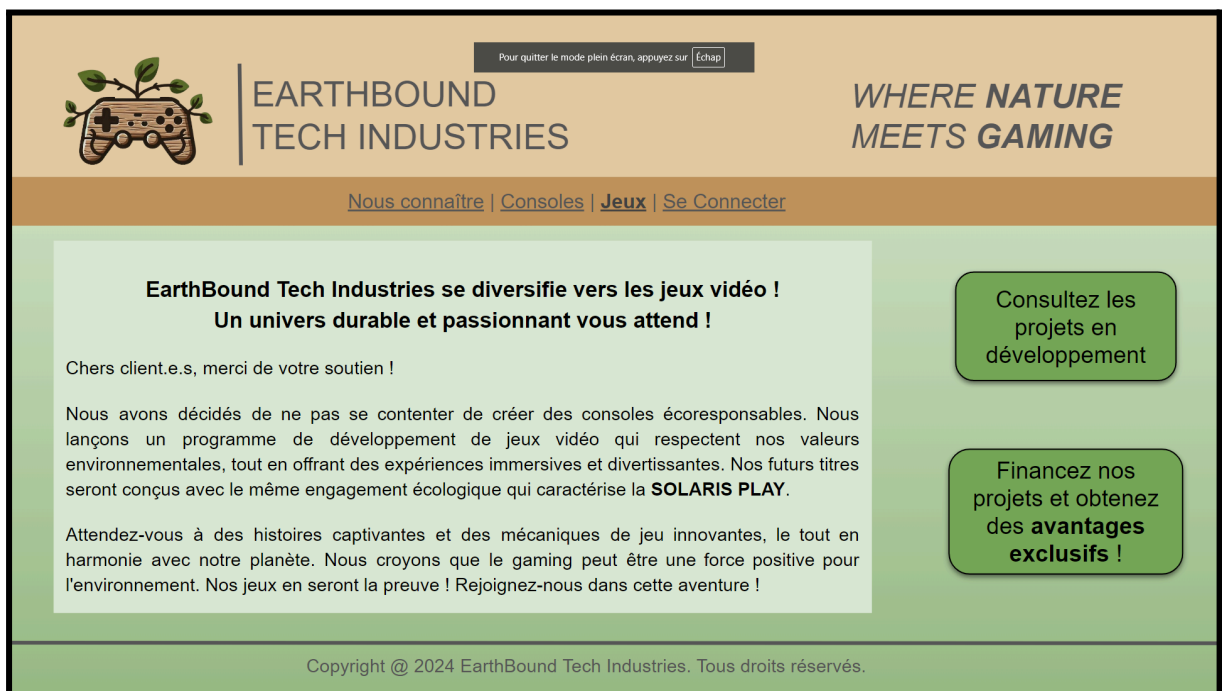 Pour quitter le mode plein écran, appuyez sur Échap
EARTHBOUND
TECH INDUSTRIES
WHERE NATURE
MEETS GAMING
Nous connaître | Consoles | Jeux | Se Connecter
EarthBound Tech Industries se diversifie vers les jeux vidéo !
Un univers durable et passionnant vous attend !
Chers client.e.s, merci de votre soutien !
Nous avons décidés de ne pas se contenter de créer des consoles écoresponsables. Nous
lançons un programme de développement de jeux vidéo qui respectent nos valeurs
environnementales, tout en offrant des expériences immersives et divertissantes. Nos futurs titres
seront conçus avec le même engagement écologique qui caractérise la SOLARIS PLAY.
Attendez-vous à des histoires captivantes et des mécaniques de jeu innovantes, le tout en
harmonie avec notre planète. Nous croyons que le gaming peut être une force positive pour
l'environnement. Nos jeux en seront la preuve ! Rejoignez-nous dans cette aventure !
Consultez les
projets en
développement
Financez nos
projets et obtenez
des avantages
exclusifs !
Copyright @ 2024 EarthBound Tech Industries. Tous droits réservés.